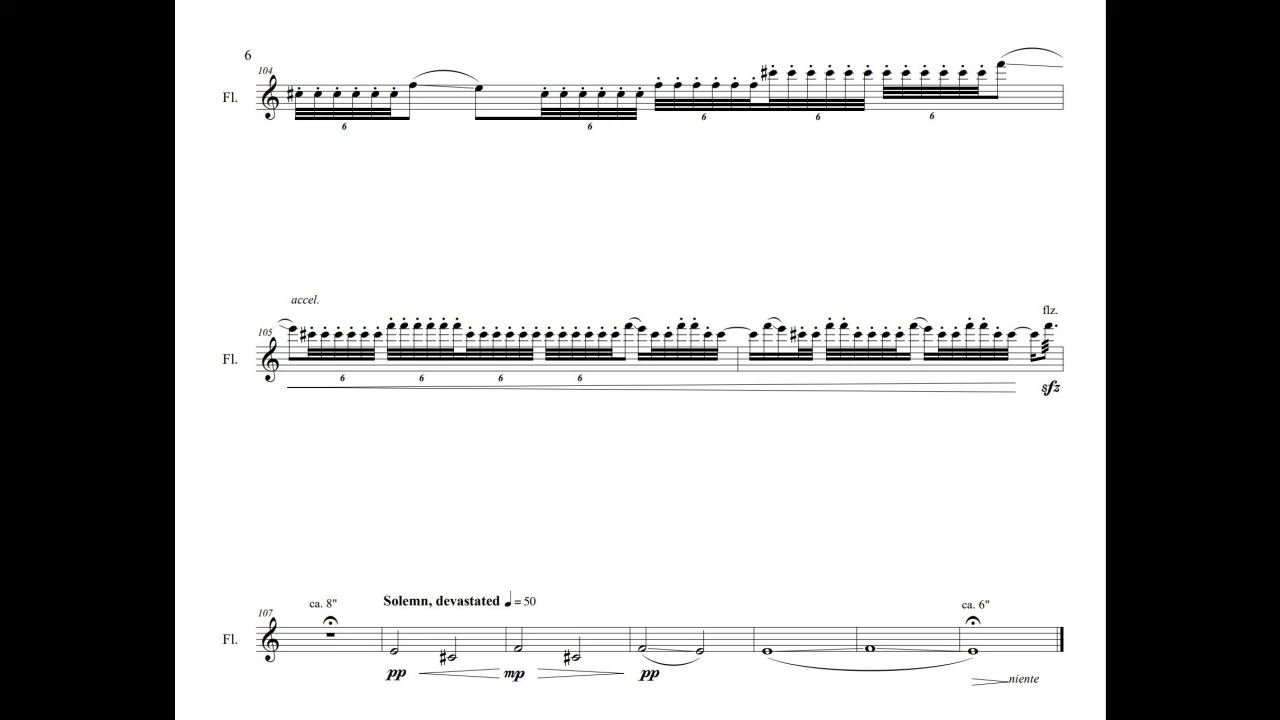 6
104
Fl.
6 6 6 6 6
accel.
flz.
105
Fl.
6 6 6 6
sfz
ca. 8" Solemn, devastated ♩ = 50 ca. 6"
107
Fl.
pp mp pp
niente